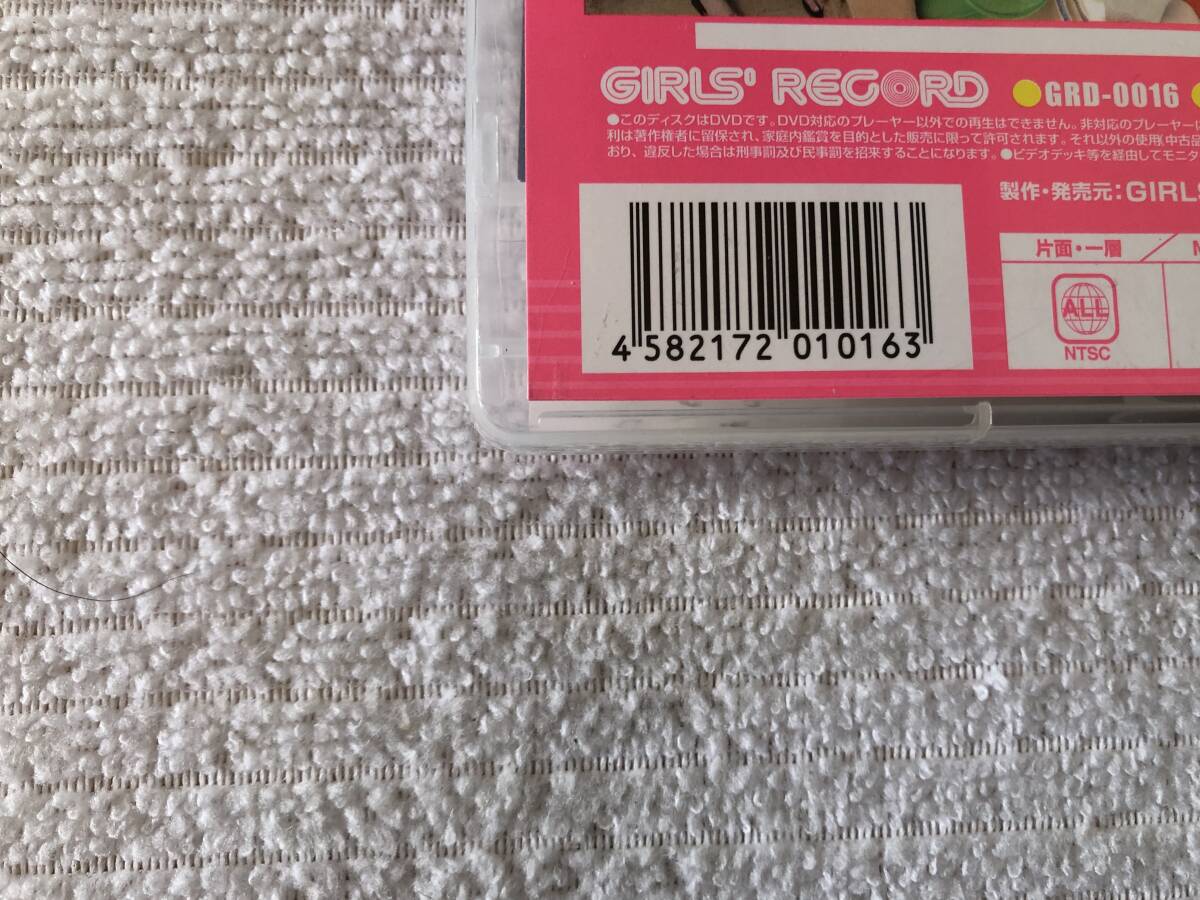 GIRLS' RECORD ●GRD-0016
●このディスクはDVDです。DVD対応のプレーヤー以外での再生はできません。非対応のプレーヤー
利は著作権者に留保され、家庭内鑑賞を目的とした販売に限って許可されます。それ以外の使用(中古品
おり、違反した場合は刑事罰及び民事罰を招来することになります。●ビデオデッキ等を経由してモニタ
製作・発売元:GIRL
片面・一層
ALL
NTSC
4 582172 010163